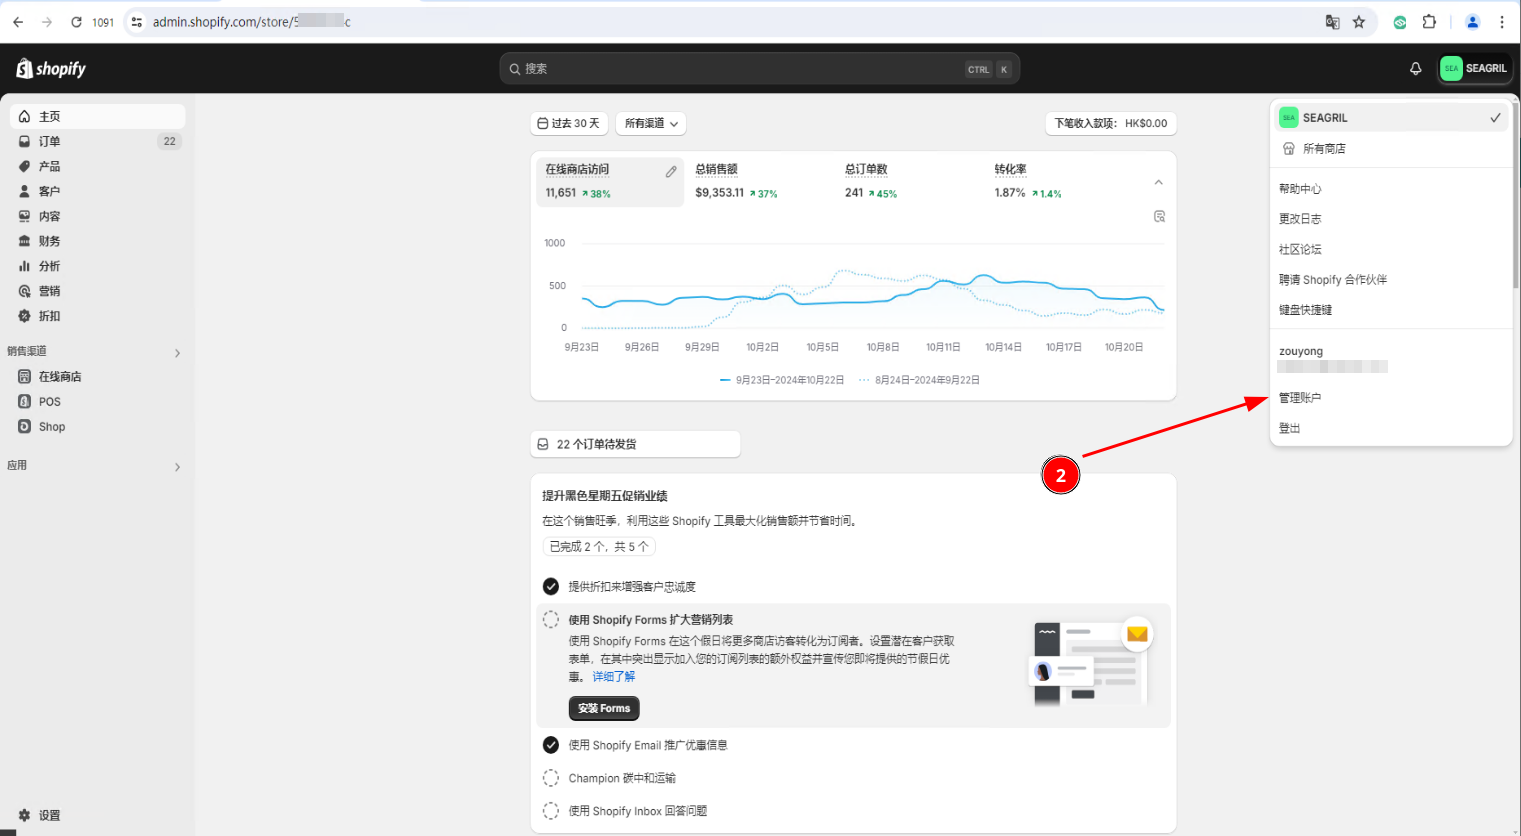 1091
admin.shopify.com/store/5
c
shopify
搜索
CTRL K
SEA
SEAGRIL
主页
订单
22
产品
客户
内容
财务
分析
营销
折扣
销售渠道
在线商店
POS
Shop
应用
设置
过去 30 天
所有渠道
下笔收入款项: HK$0.00
在线商店访问
11,651 38%
总销售额
$9,353.11 37%
总订单数
241 45%
转化率
1.87% 1.4%
1000
500
0
9月23日 9月26日 9月29日 10月2日 10月5日 10月8日 10月11日 10月14日 10月17日 10月20日
9月23日–2024年10月22日 8月24日–2024年9月22日
22 个订单待发货
提升黑色星期五促销业绩
在这个销售旺季，利用这些 Shopify 工具最大化销售额并节省时间。
已完成 2 个，共 5 个
提供折扣来增强客户忠诚度
使用 Shopify Forms 扩大营销列表
使用 Shopify Forms 在这个假日将更多商店访客转化为订阅者。设置潜在客户获取
表单，在其中突出显示加入您的订阅列表的额外权益并宣传您即将提供的节假日优
惠。 详细了解
安装 Forms
使用 Shopify Email 推广优惠信息
Champion 碳中和运输
使用 Shopify Inbox 回答问题
SEA
SEAGRIL
所有商店
帮助中心
更改日志
社区论坛
聘请 Shopify 合作伙伴
键盘快捷键
zouyong
管理账户
登出
2